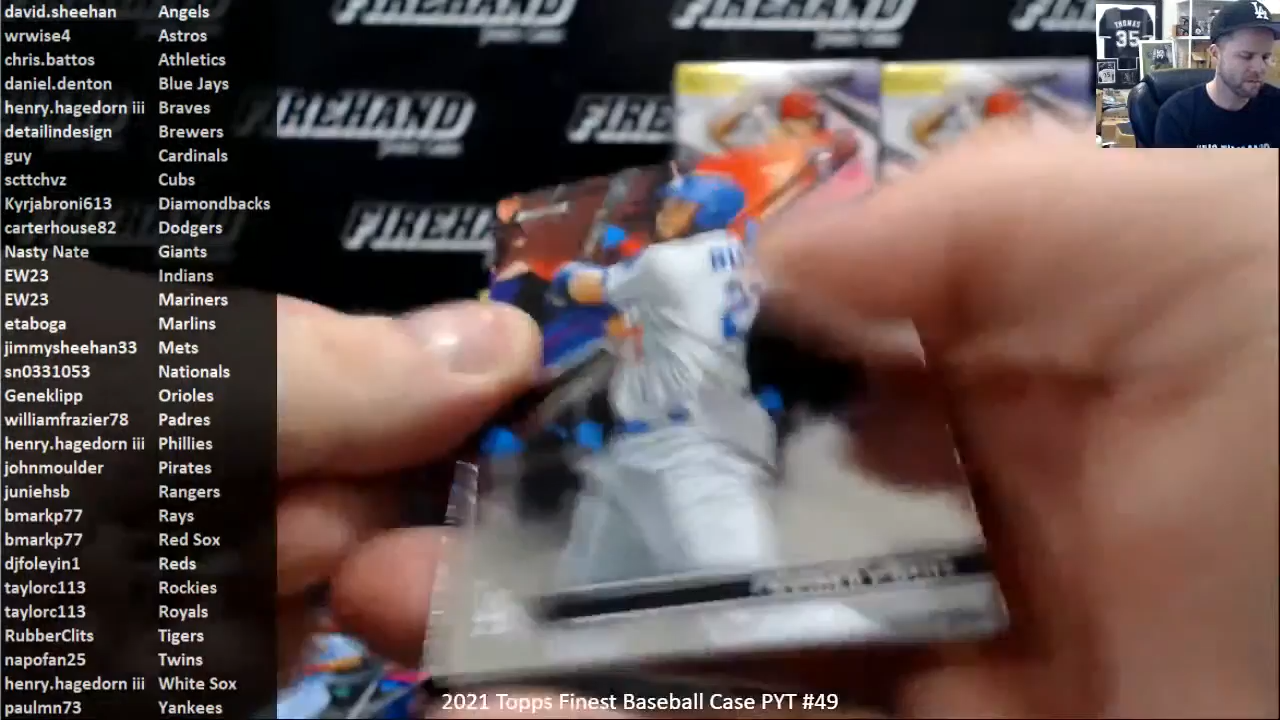 david.sheehan Angels
wrwise4 Astros
chris.battos Athletics
daniel.denton Blue Jays
henry.hagedorn iii Braves
detailindesign Brewers
guy Cardinals
scttchvz Cubs
Kyrjabroni613 Diamondbacks
carterhouse82 Dodgers
Nasty Nate Giants
EW23 Indians
EW23 Mariners
etaboga Marlins
jimmysheehan33 Mets
sn0331053 Nationals
Geneklipp Orioles
williamfrazier78 Padres
henry.hagedorn iii Phillies
johnmoulder Pirates
juniehsb Rangers
bmarkp77 Rays
bmarkp77 Red Sox
djfoleyin1 Reds
taylorc113 Rockies
taylorc113 Royals
RubberClits Tigers
napofan25 Twins
henry.hagedorn iii White Sox
paulmn73 Yankees
FIREHAND
FIREHAND
FIREHAND
FIREHAND
THOMAS
35
LA
2021 Topps Finest Baseball Case PYT #49